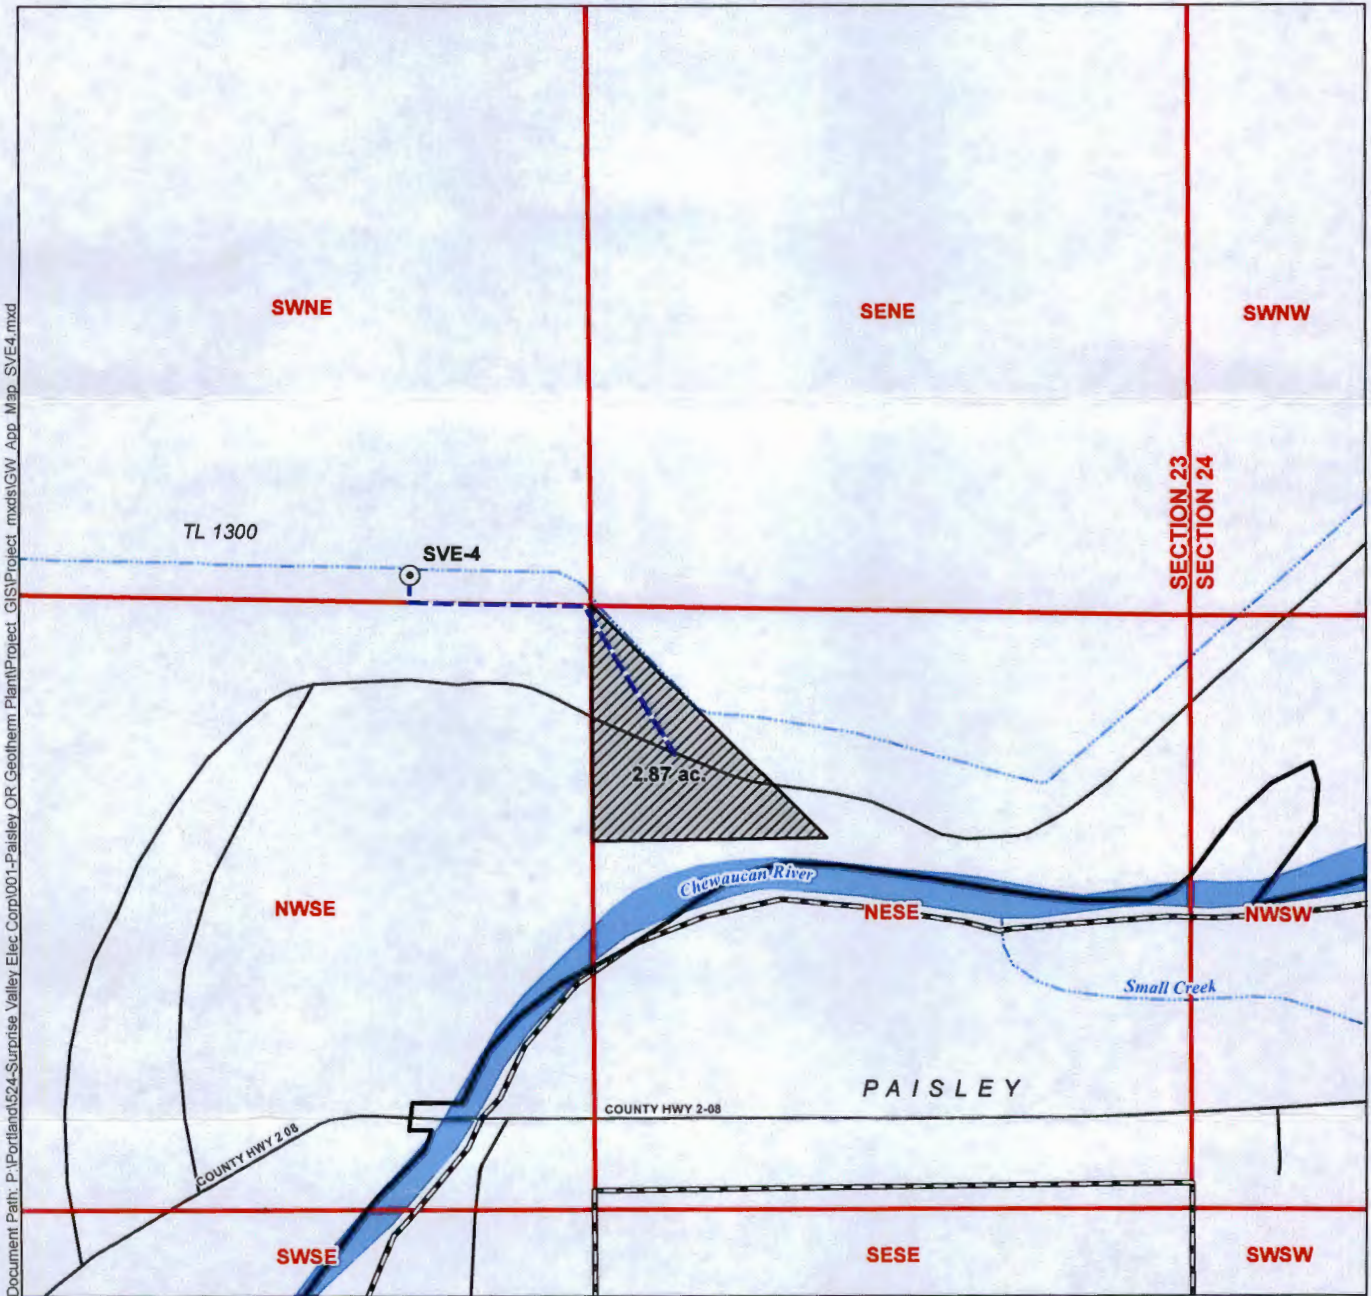 Document Path: P:\Portland\524-Surprise Valley Elec Corp\001-Paisley OR Geotherm Plant\Project_GIS\Project_mxds\GW_App_Map_SVE4.mxd
SWNE
SENE
SWNW
SECTION 23
SECTION 24
TL 1300
SVE-4
2.87 ac.
Chewaucan River
NWSE
NESE
NWSW
Small Creek
PAISLEY
COUNTY HWY 2-08
COUNTY HWY 2 08
SWSE
SESE
SWSW